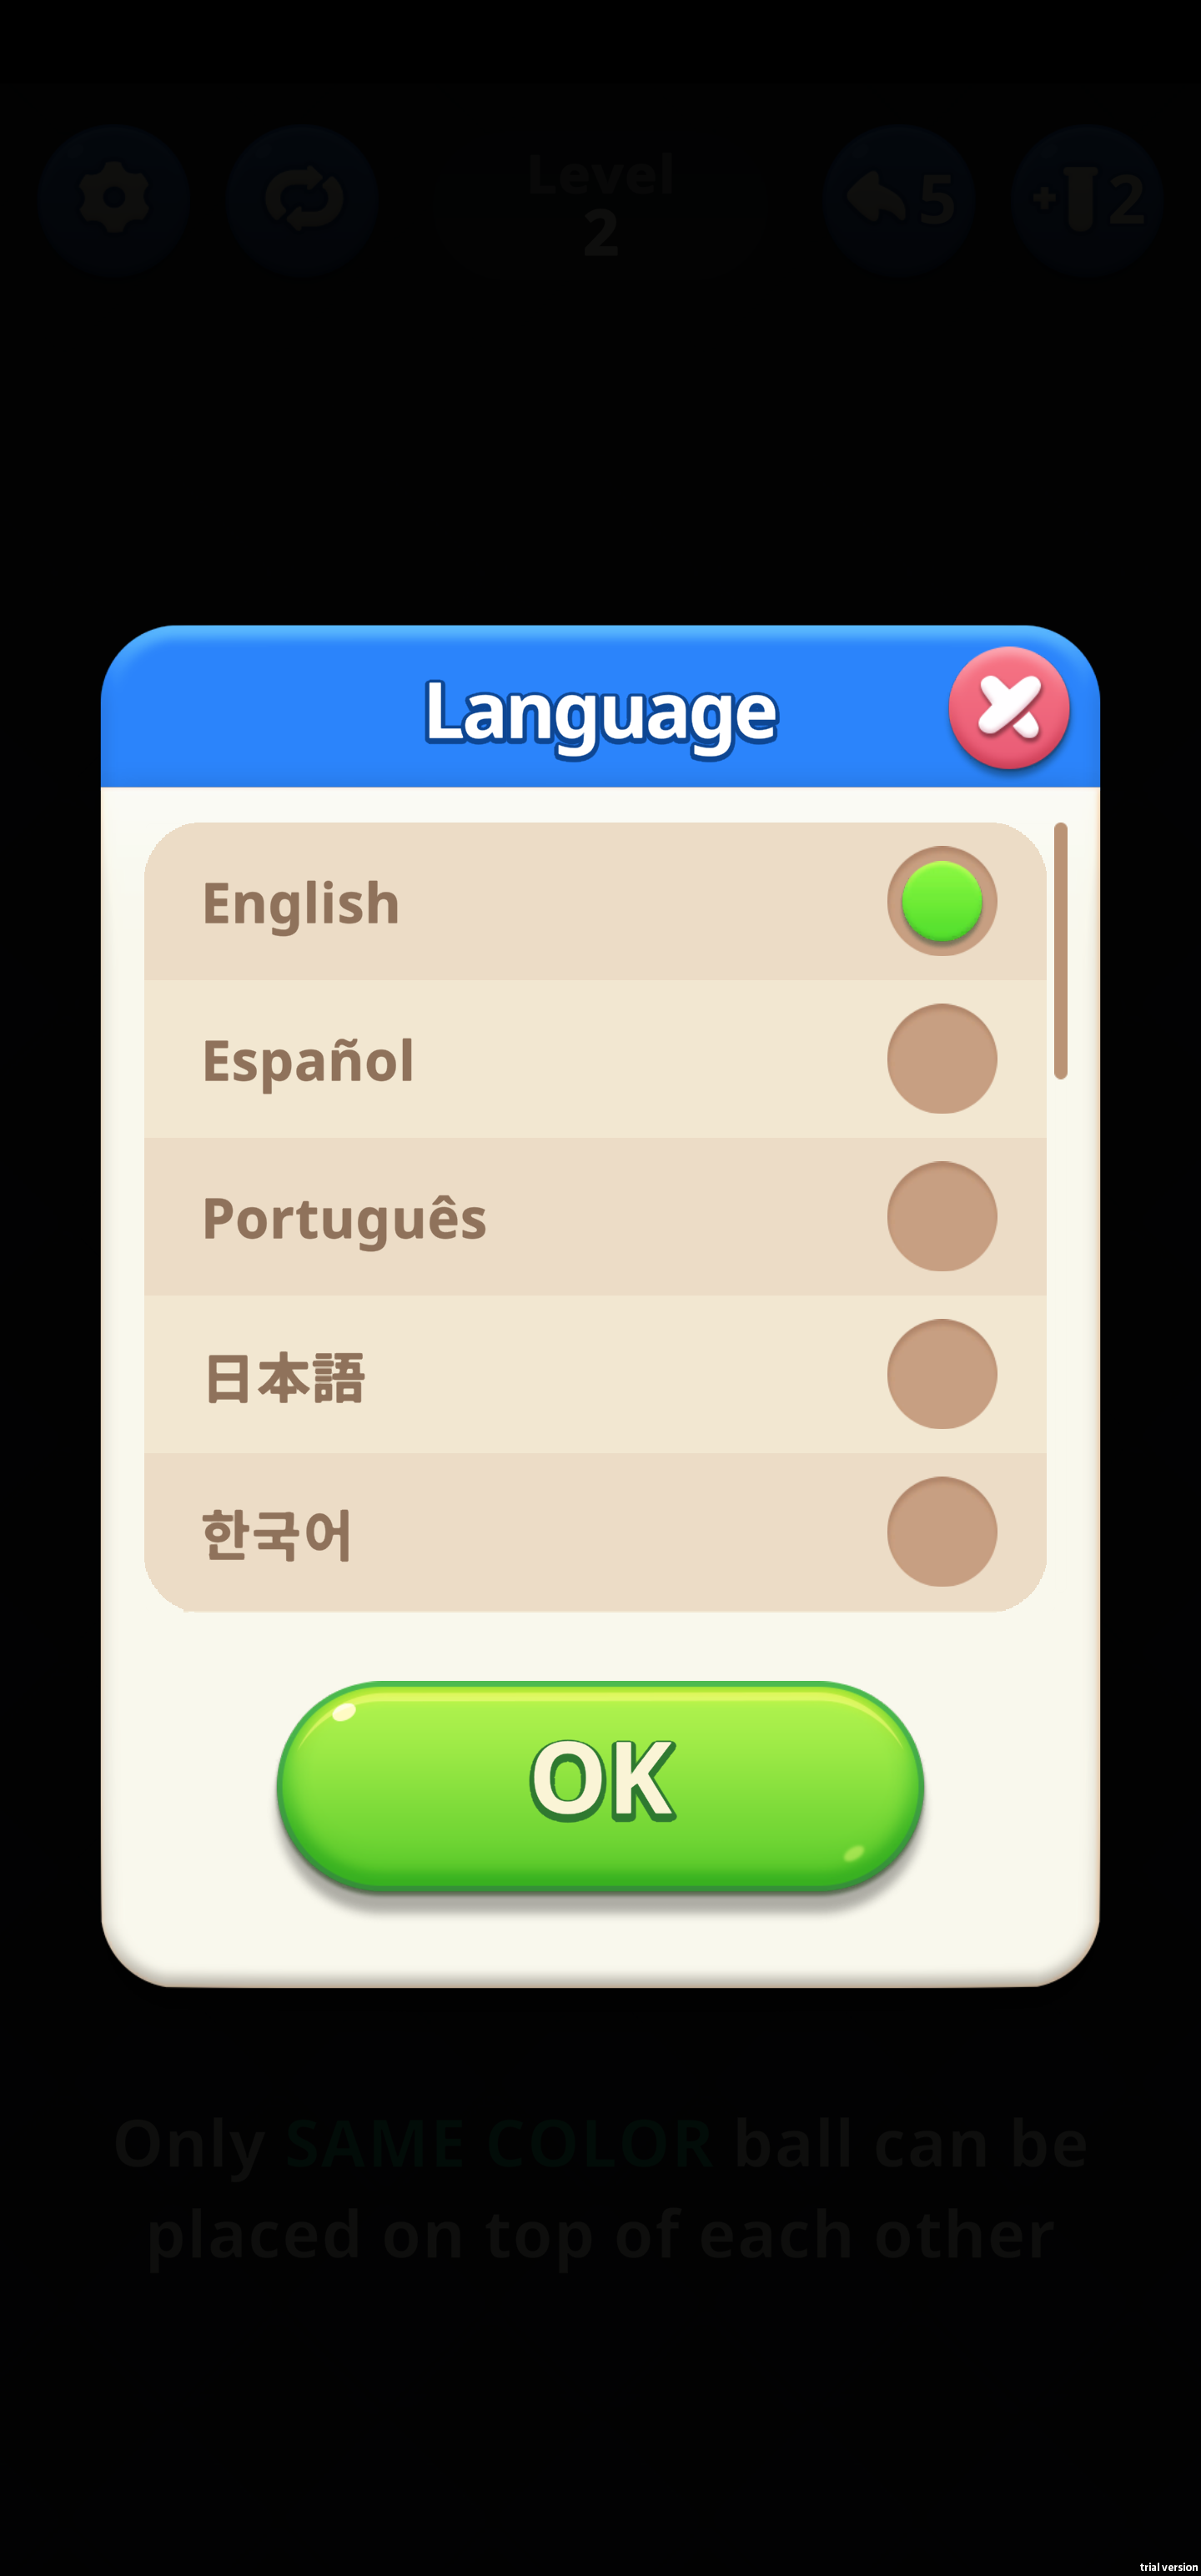 Level
2
5
+ 2
Language
English
Español
Português
日本語
한국어
OK
Only SAME COLOR ball can be
placed on top of each other
trial version